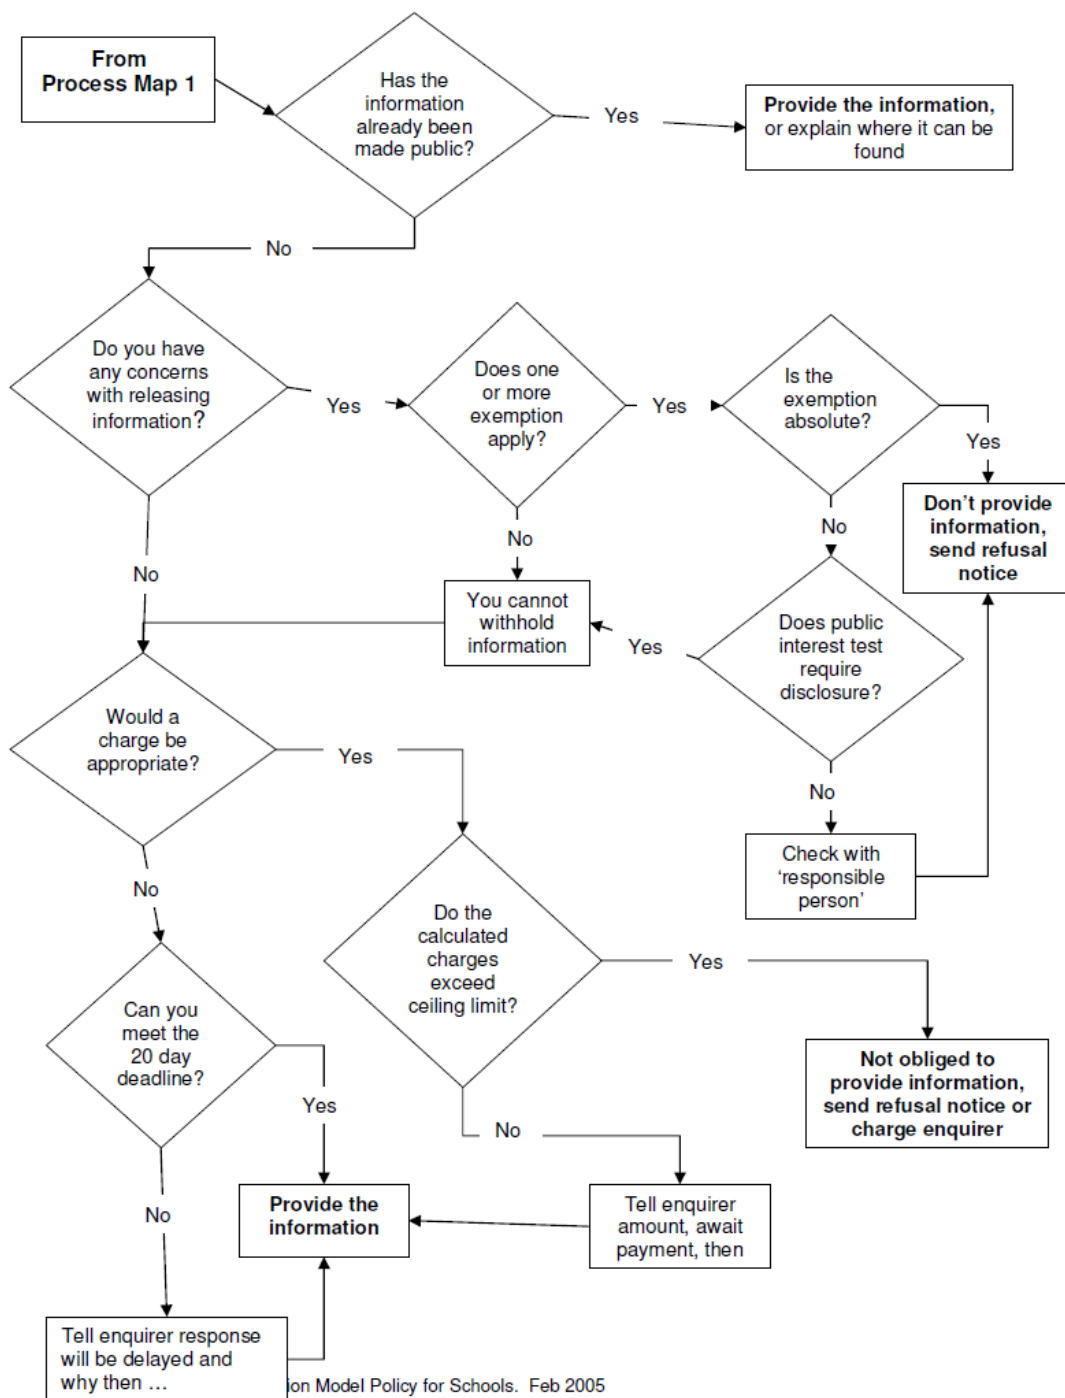 From
Process Map 1
Has the
information
already been
made public?
Yes
Provide the information,
or explain where it can be
found
No
Do you have
any concerns
with releasing
information?
Yes
Does one
or more
exemption
apply?
Yes
Is the
exemption
absolute?
Yes
Don’t provide
information,
send refusal
notice
No
No
No
You cannot
withhold
information
Yes
Does public
interest test
require
disclosure?
Would a
charge be
appropriate?
Yes
No
Check with
‘responsible
person’
No
Do the
calculated
charges
exceed
ceiling limit?
Yes
Can you
meet the
20 day
deadline?
Not obliged to
provide information,
send refusal notice or
charge enquirer
Yes
No
No
Provide the
information
Tell enquirer
amount, await
payment, then
Tell enquirer response
will be delayed and
why then …
ion Model Policy for Schools. Feb 2005